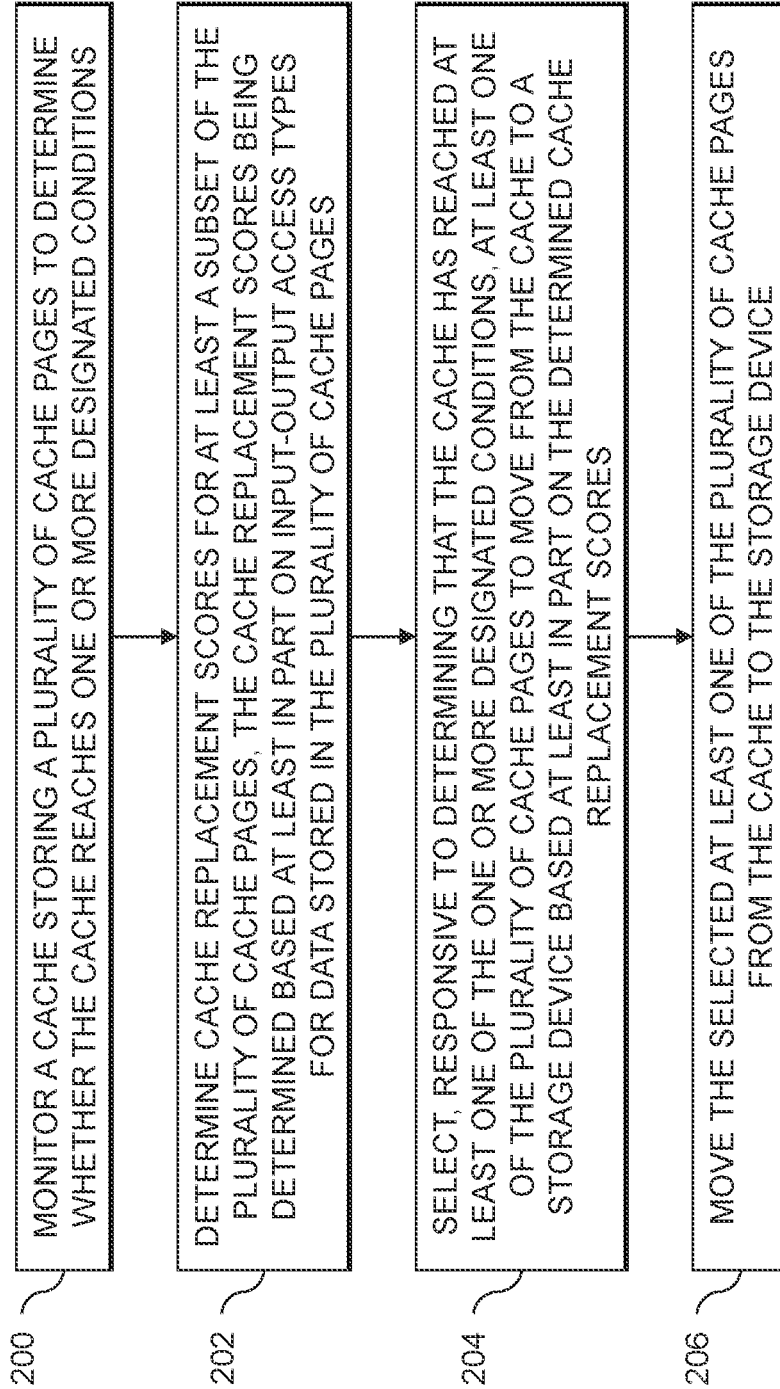 200
MONITOR A CACHE STORING A PLURALITY OF CACHE PAGES TO DETERMINE
WHETHER THE CACHE REACHES ONE OR MORE DESIGNATED CONDITIONS
202
DETERMINE CACHE REPLACEMENT SCORES FOR AT LEAST A SUBSET OF THE
PLURALITY OF CACHE PAGES, THE CACHE REPLACEMENT SCORES BEING
DETERMINED BASED AT LEAST IN PART ON INPUT-OUTPUT ACCESS TYPES
FOR DATA STORED IN THE PLURALITY OF CACHE PAGES
204
SELECT, RESPONSIVE TO DETERMINING THAT THE CACHE HAS REACHED AT
LEAST ONE OF THE ONE OR MORE DESIGNATED CONDITIONS, AT LEAST ONE
OF THE PLURALITY OF CACHE PAGES TO MOVE FROM THE CACHE TO A
STORAGE DEVICE BASED AT LEAST IN PART ON THE DETERMINED CACHE
REPLACEMENT SCORES
206
MOVE THE SELECTED AT LEAST ONE OF THE PLURALITY OF CACHE PAGES
FROM THE CACHE TO THE STORAGE DEVICE